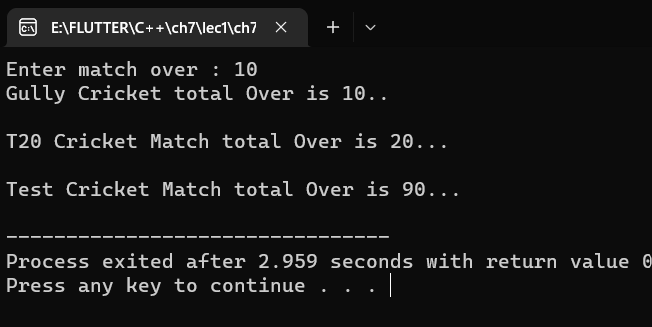 E:\FLUTTER\C++\ch7\lec1\ch7
Enter match over : 10
Gully Cricket total Over is 10..
T20 Cricket Match total Over is 20...
Test Cricket Match total Over is 90...
--------------------------------
Process exited after 2.959 seconds with return value 0
Press any key to continue . . .